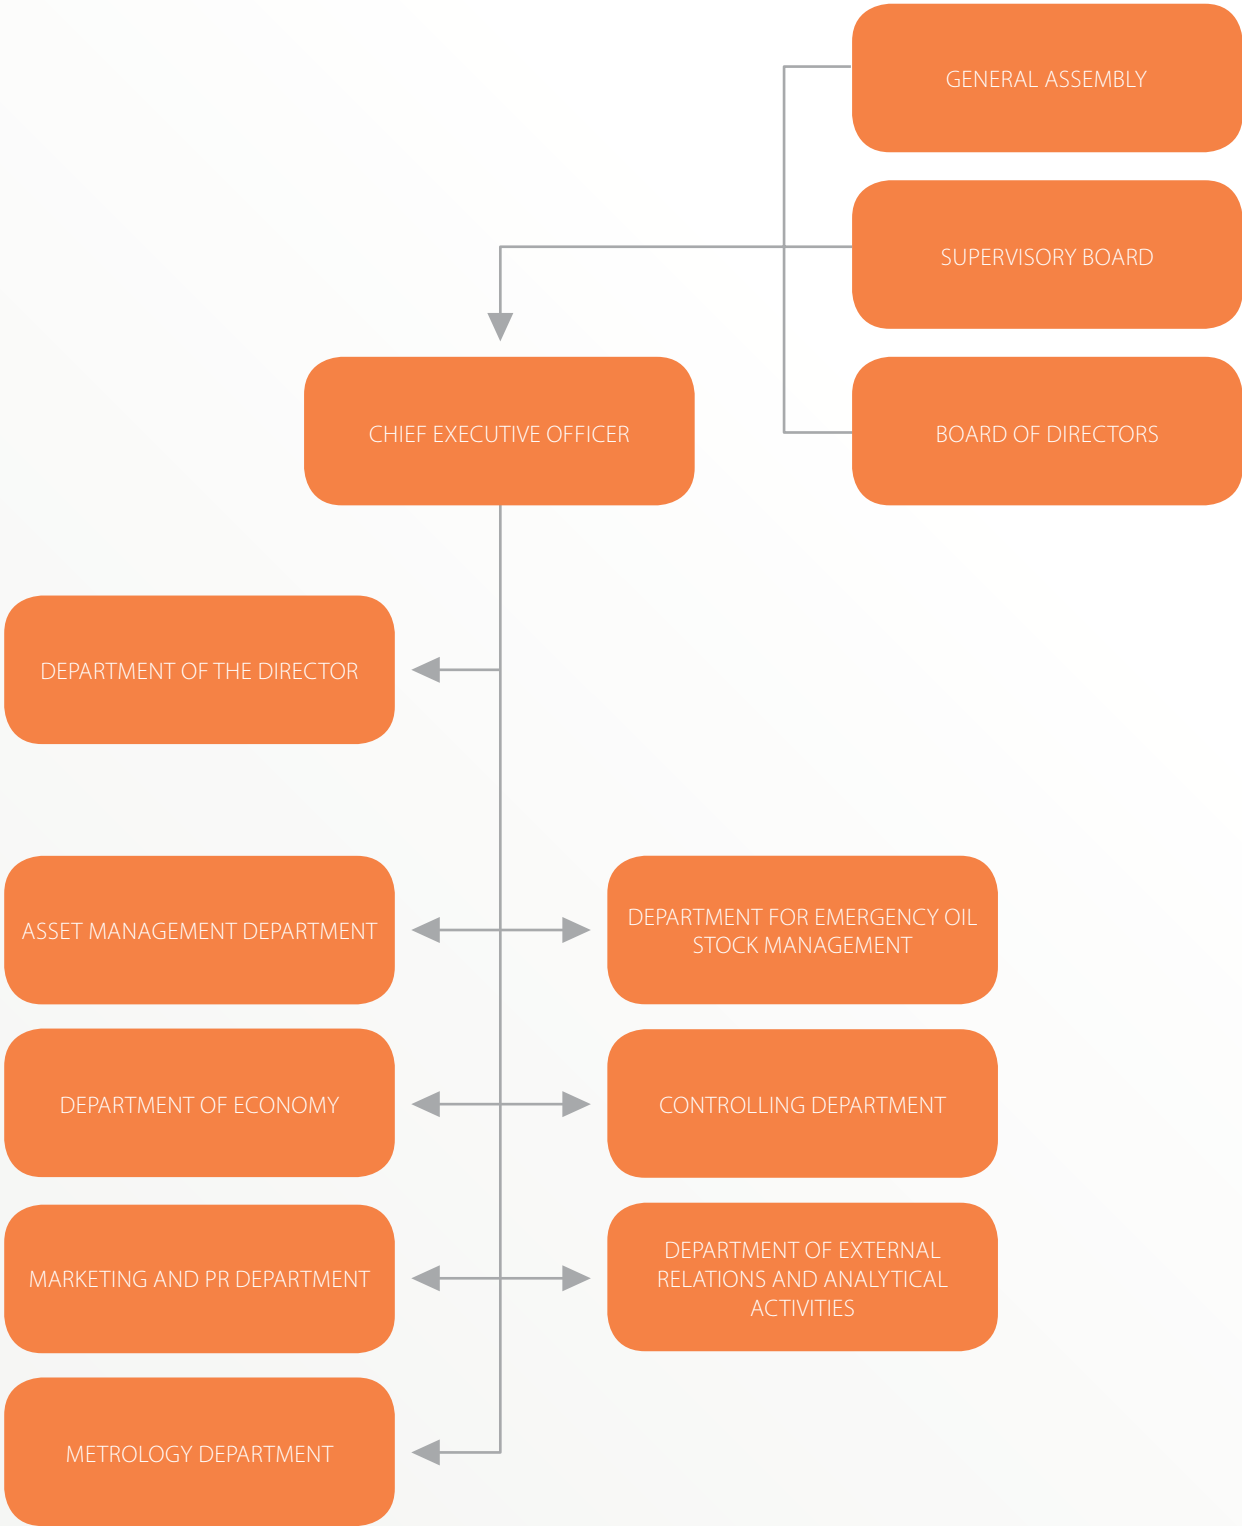 GENERAL ASSEMBLY
SUPERVISORY BOARD
CHIEF EXECUTIVE OFFICER
BOARD OF DIRECTORS
DEPARTMENT OF THE DIRECTOR
ASSET MANAGEMENT DEPARTMENT
DEPARTMENT FOR EMERGENCY OIL
STOCK MANAGEMENT
DEPARTMENT OF ECONOMY
CONTROLLING DEPARTMENT
MARKETING AND PR DEPARTMENT
DEPARTMENT OF EXTERNAL
RELATIONS AND ANALYTICAL
ACTIVITIES
METROLOGY DEPARTMENT